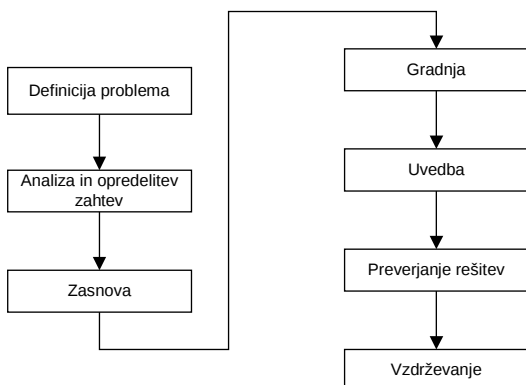 Definicija problema
Analiza in opredelitev
zahtev
Zasnova
Gradnja
Uvedba
Preverjanje rešitev
Vzdrževanje